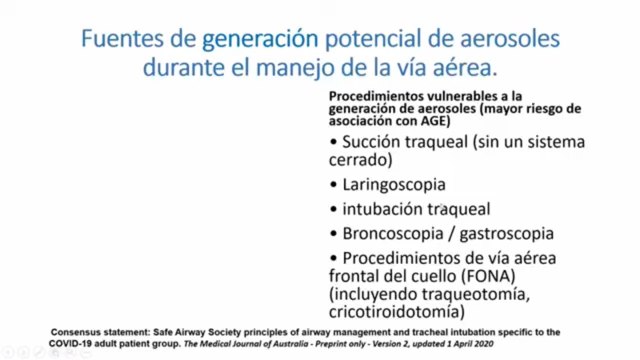 Fuentes de generación potencial de aerosoles
durante el manejo de la vía aérea.
Procedimientos vulnerables a la
generación de aerosoles (mayor riesgo de
asociación con AGE)
• Succión traqueal (sin un sistema
cerrado)
• Laringoscopia
• intubación traqueal
• Broncoscopia / gastroscopia
• Procedimientos de vía aérea
frontal del cuello (FONA)
(incluyendo traqueotomía,
cricotiroidotomía)
Consensus statement: Safe Airway Society principles of airway management and tracheal intubation specific to the
COVID-19 adult patient group. The Medical Journal of Australia - Preprint only - Version 2, updated 1 April 2020